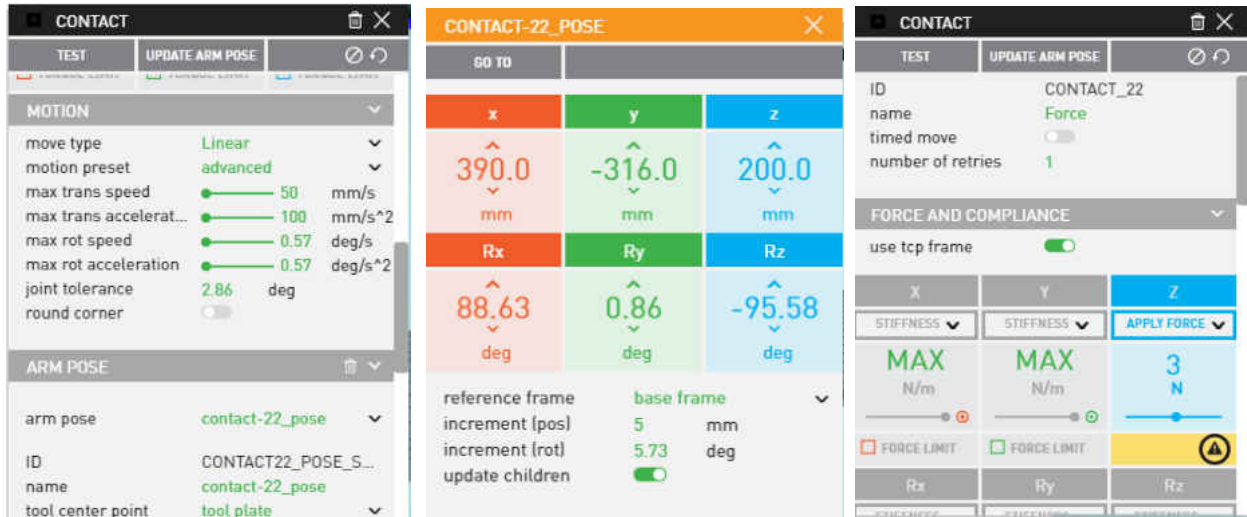 CONTACT
TEST UPDATE ARM POSE
MOTION
move type Linear
motion preset advanced
max trans speed 50 mm/s
max trans accelerat... 100 mm/s^2
max rot speed 0.57 deg/s
max rot acceleration 0.57 deg/s^2
joint tolerance 2.86 deg
round corner
ARM POSE
arm pose contact-22_pose
ID CONTACT22_POSE_S...
name contact-22_pose
tool center point tool plate
CONTACT-22_POSE
GO TO
x y z
390.0 -316.0 200.0
mm mm mm
Rx Ry Rz
88.63 0.86 -95.58
deg deg deg
reference frame base frame
increment (pos) 5 mm
increment (rot) 5.73 deg
update children
CONTACT
TEST UPDATE ARM POSE
ID CONTACT_22
name Force
timed move
number of retries 1
FORCE AND COMPLIANCE
use tcp frame
X Y Z
STIFFNESS STIFFNESS APPLY FORCE
MAX MAX 3
N/m N/m N
FORCE LIMIT FORCE LIMIT
Rx Ry Rz